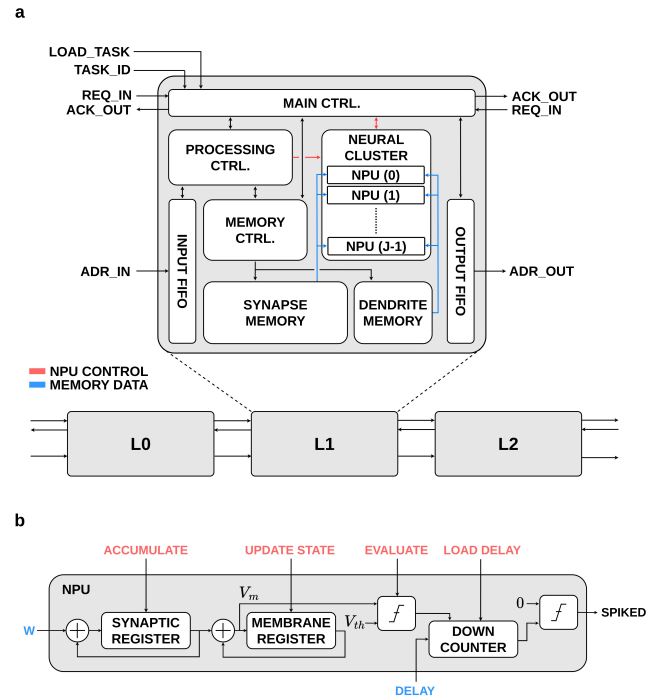 a
LOAD_TASK
TASK_ID
REQ_IN
ACK_OUT
MAIN CTRL.
ACK_OUT
REQ_IN
PROCESSING
CTRL.
NEURAL
CLUSTER
NPU (0)
NPU (1)
NPU (J-1)
MEMORY
CTRL.
INPUT FIFO
OUTPUT FIFO
ADR_IN
ADR_OUT
SYNAPSE
MEMORY
DENDRITE
MEMORY
NPU CONTROL
MEMORY DATA
L0
L1
L2
b
ACCUMULATE
UPDATE STATE
EVALUATE
LOAD DELAY
NPU
W
SYNAPTIC
REGISTER
V_m
MEMBRANE
REGISTER
V_th
DOWN
COUNTER
0
SPIKED
DELAY